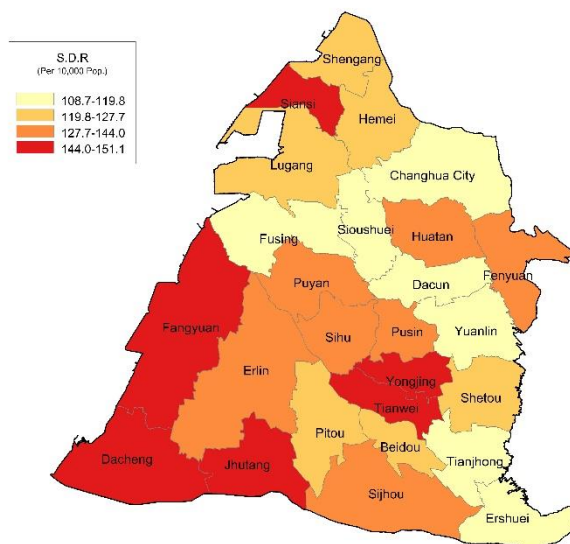 S.D.R
(Per 10,000 Pop.)
108.7-119.8
119.8-127.7
127.7-144.0
144.0-151.1
Shengang
Siansi
Hemei
Lugang
Changhua City
Sioushuei
Huatan
Fusing
Fenyuan
Puyan
Dacun
Fangyuan
Sihu
Pusin
Yuanlin
Erlin
Yongjing
Shetou
Tianwei
Pitou
Beidou
Dacheng
Jhutang
Tianjhong
Sijhou
Ershuei